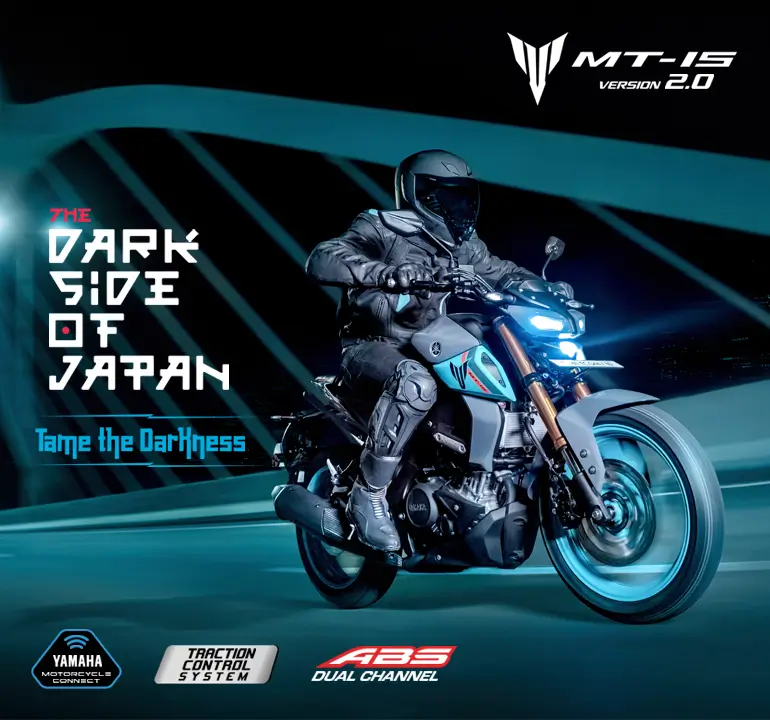 MT-15
VERSION 2.0
THE
DARK
SiDE
OF
JAPAN
Tame the Darkness
YAMAHA
MOTORCYCLE
CONNECT
TRACTION
CONTROL
SYSTEM
ABS
DUAL CHANNEL